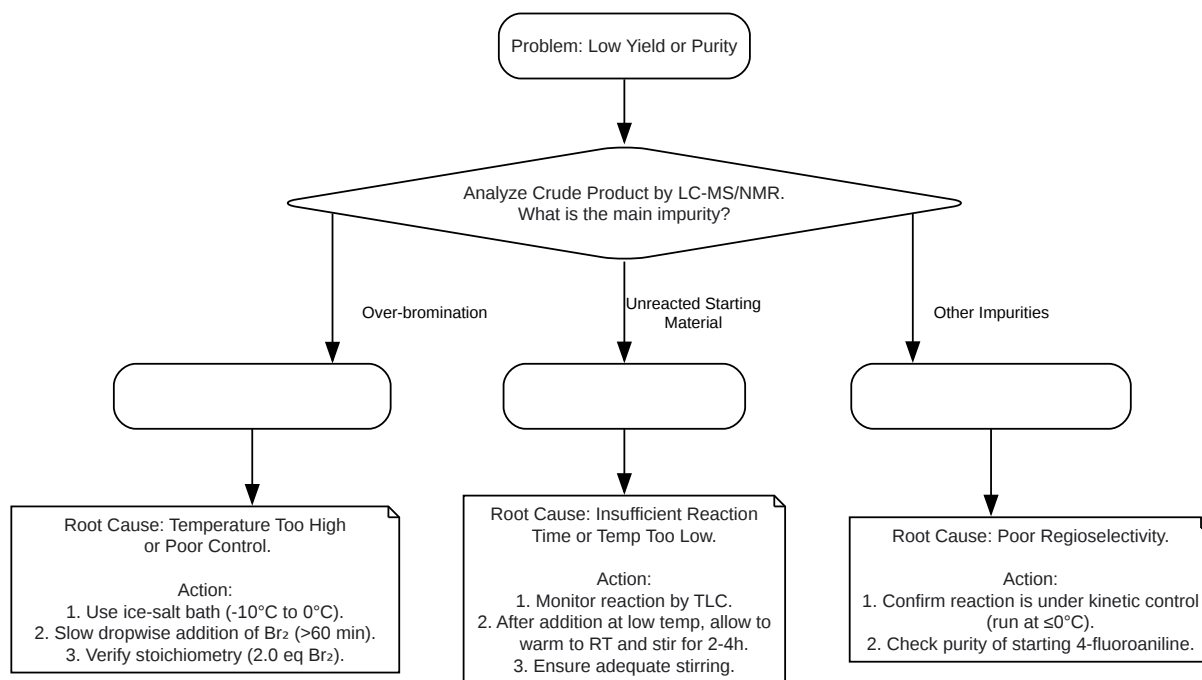 Problem: Low Yield or Purity
Analyze Crude Product by LC-MS/NMR.
What is the main impurity?
Over-bromination
Unreacted Starting
Material
Other Impurities
Root Cause: Temperature Too High
or Poor Control.
Action:
1. Use ice-salt bath (-10°C to 0°C).
2. Slow dropwise addition of Br₂ (>60 min).
3. Verify stoichiometry (2.0 eq Br₂).
Root Cause: Insufficient Reaction
Time or Temp Too Low.
Action:
1. Monitor reaction by TLC.
2. After addition at low temp, allow to
warm to RT and stir for 2-4h.
3. Ensure adequate stirring.
Root Cause: Poor Regioselectivity.
Action:
1. Confirm reaction is under kinetic control
(run at ≤0°C).
2. Check purity of starting 4-fluoroaniline.